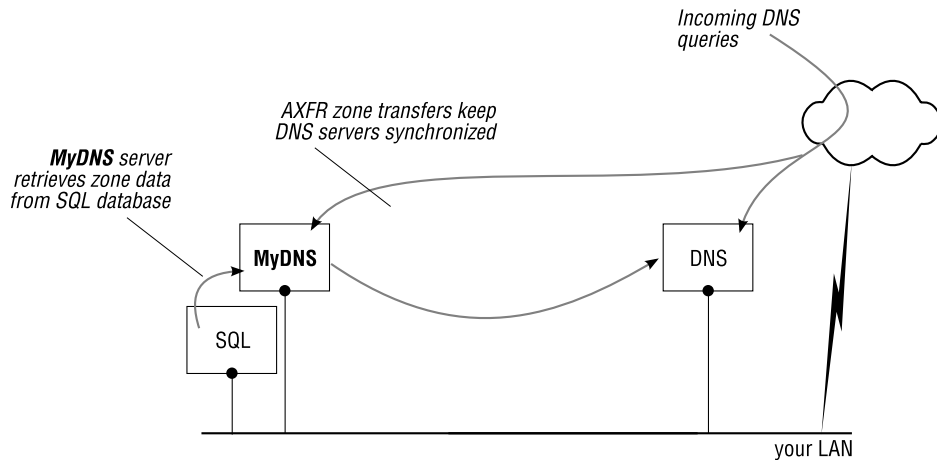 Incoming DNS
queries
AXFR zone transfers keep
DNS servers synchronized
MyDNS server
retrieves zone data
from SQL database
MyDNS
DNS
SQL
your LAN